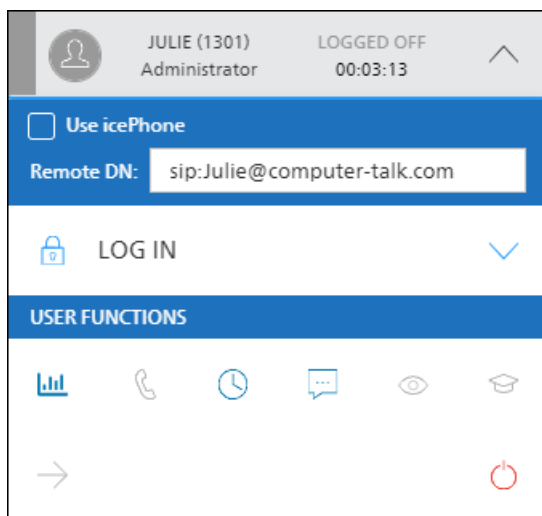 JULIE (1301) LOGGED OFF
Administrator 00:03:13
Use icePhone
Remote DN: sip:Julie@computer-talk.com
LOG IN
USER FUNCTIONS